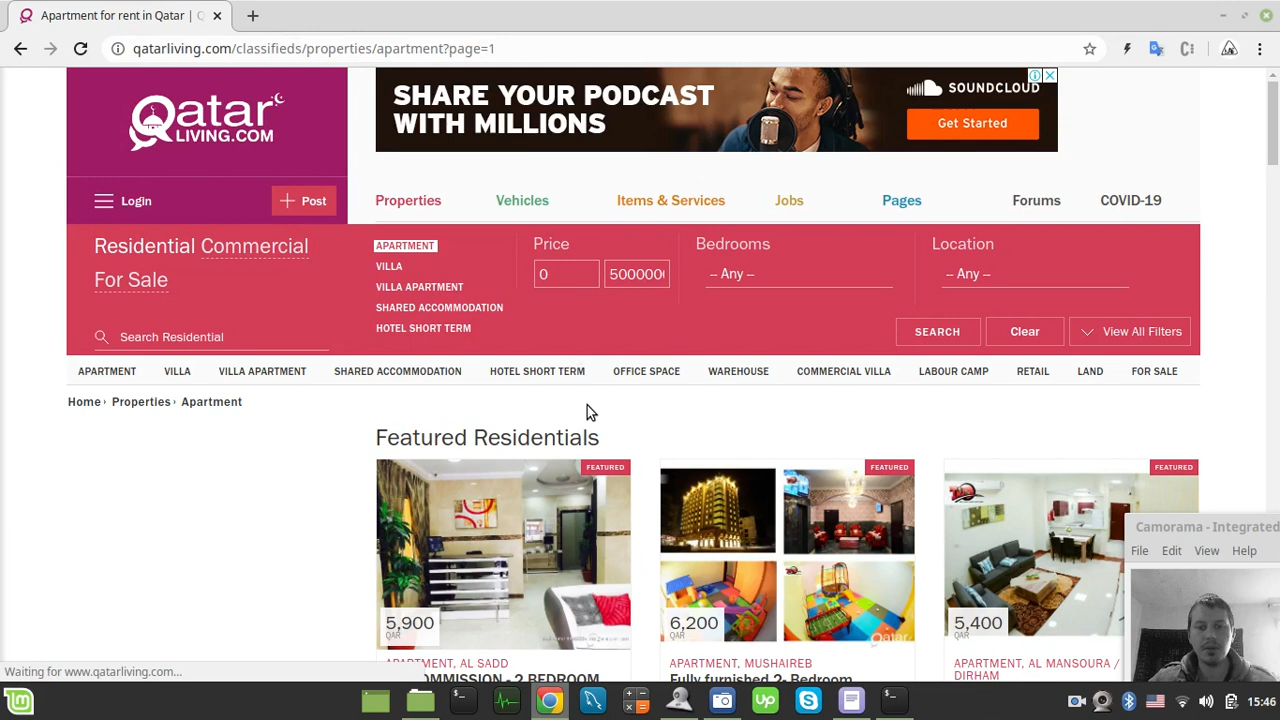 Apartment for rent in Qatar |
qatarliving.com/classifieds/properties/apartment?page=1
Qatar
LIVING.COM
SHARE YOUR PODCAST
WITH MILLIONS
SOUNDCLOUD
Get Started
Login
Post
Properties
Vehicles
Items & Services
Jobs
Pages
Forums
COVID-19
Residential Commercial
For Sale
Search Residential
APARTMENT
VILLA
VILLA APARTMENT
SHARED ACCOMMODATION
HOTEL SHORT TERM
Price
0
5000000
Bedrooms
-- Any --
Location
-- Any --
SEARCH
Clear
View All Filters
APARTMENT VILLA VILLA APARTMENT SHARED ACCOMMODATION HOTEL SHORT TERM OFFICE SPACE WAREHOUSE COMMERCIAL VILLA LABOUR CAMP RETAIL LAND FOR SALE
Home › Properties › Apartment
Featured Residentials
FEATURED
5,900
QAR
APARTMENT, AL SADD
COMMISSION - 2 BEDROOM
FEATURED
Qatar
6,200
QAR
APARTMENT, MUSHAIREB
Fully furnished 2- Bedroom
FEATURED
5,400
QAR
APARTMENT, AL MANSOURA /
DIRHAM
Camorama - Integrated
File Edit View Help
Waiting for www.qatarliving.com...
up
15:46